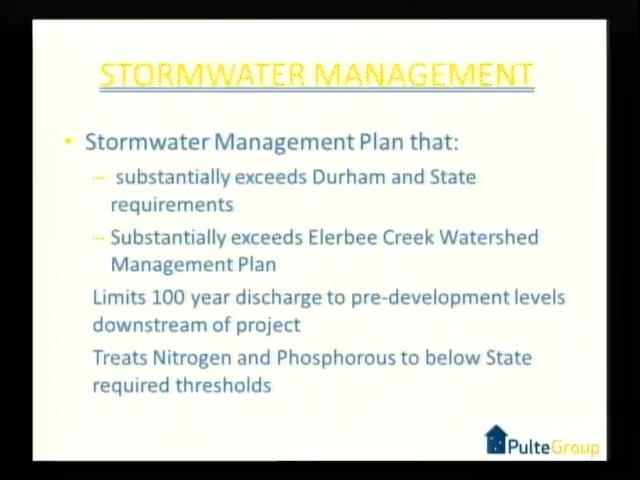 STORMWATER MANAGEMENT
• Stormwater Management Plan that:
– substantially exceeds Durham and State
requirements
– Substantially exceeds Elerbee Creek Watershed
Management Plan
Limits 100 year discharge to pre-development levels
downstream of project
Treats Nitrogen and Phosphorous to below State
required thresholds
PulteGroup